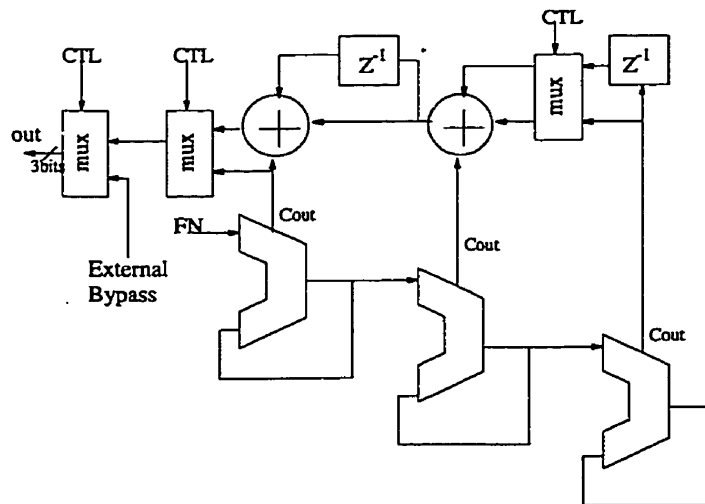 CTL
CTL
CTL
Z⁻¹
Z⁻¹
mux
out
3bits
mux
mux
+
+
FN
Cout
Cout
Cout
External
Bypass